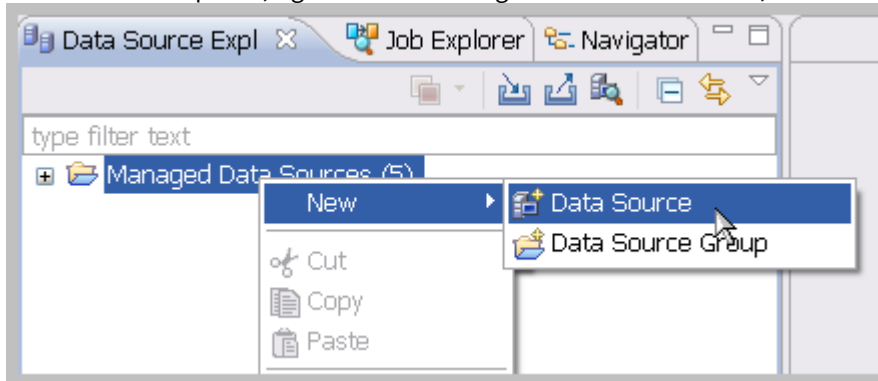 Data Source Expl Job Explorer Navigator
type filter text
Managed Data Sources (5)
New Data Source
Data Source Group
Cut
Copy
Paste